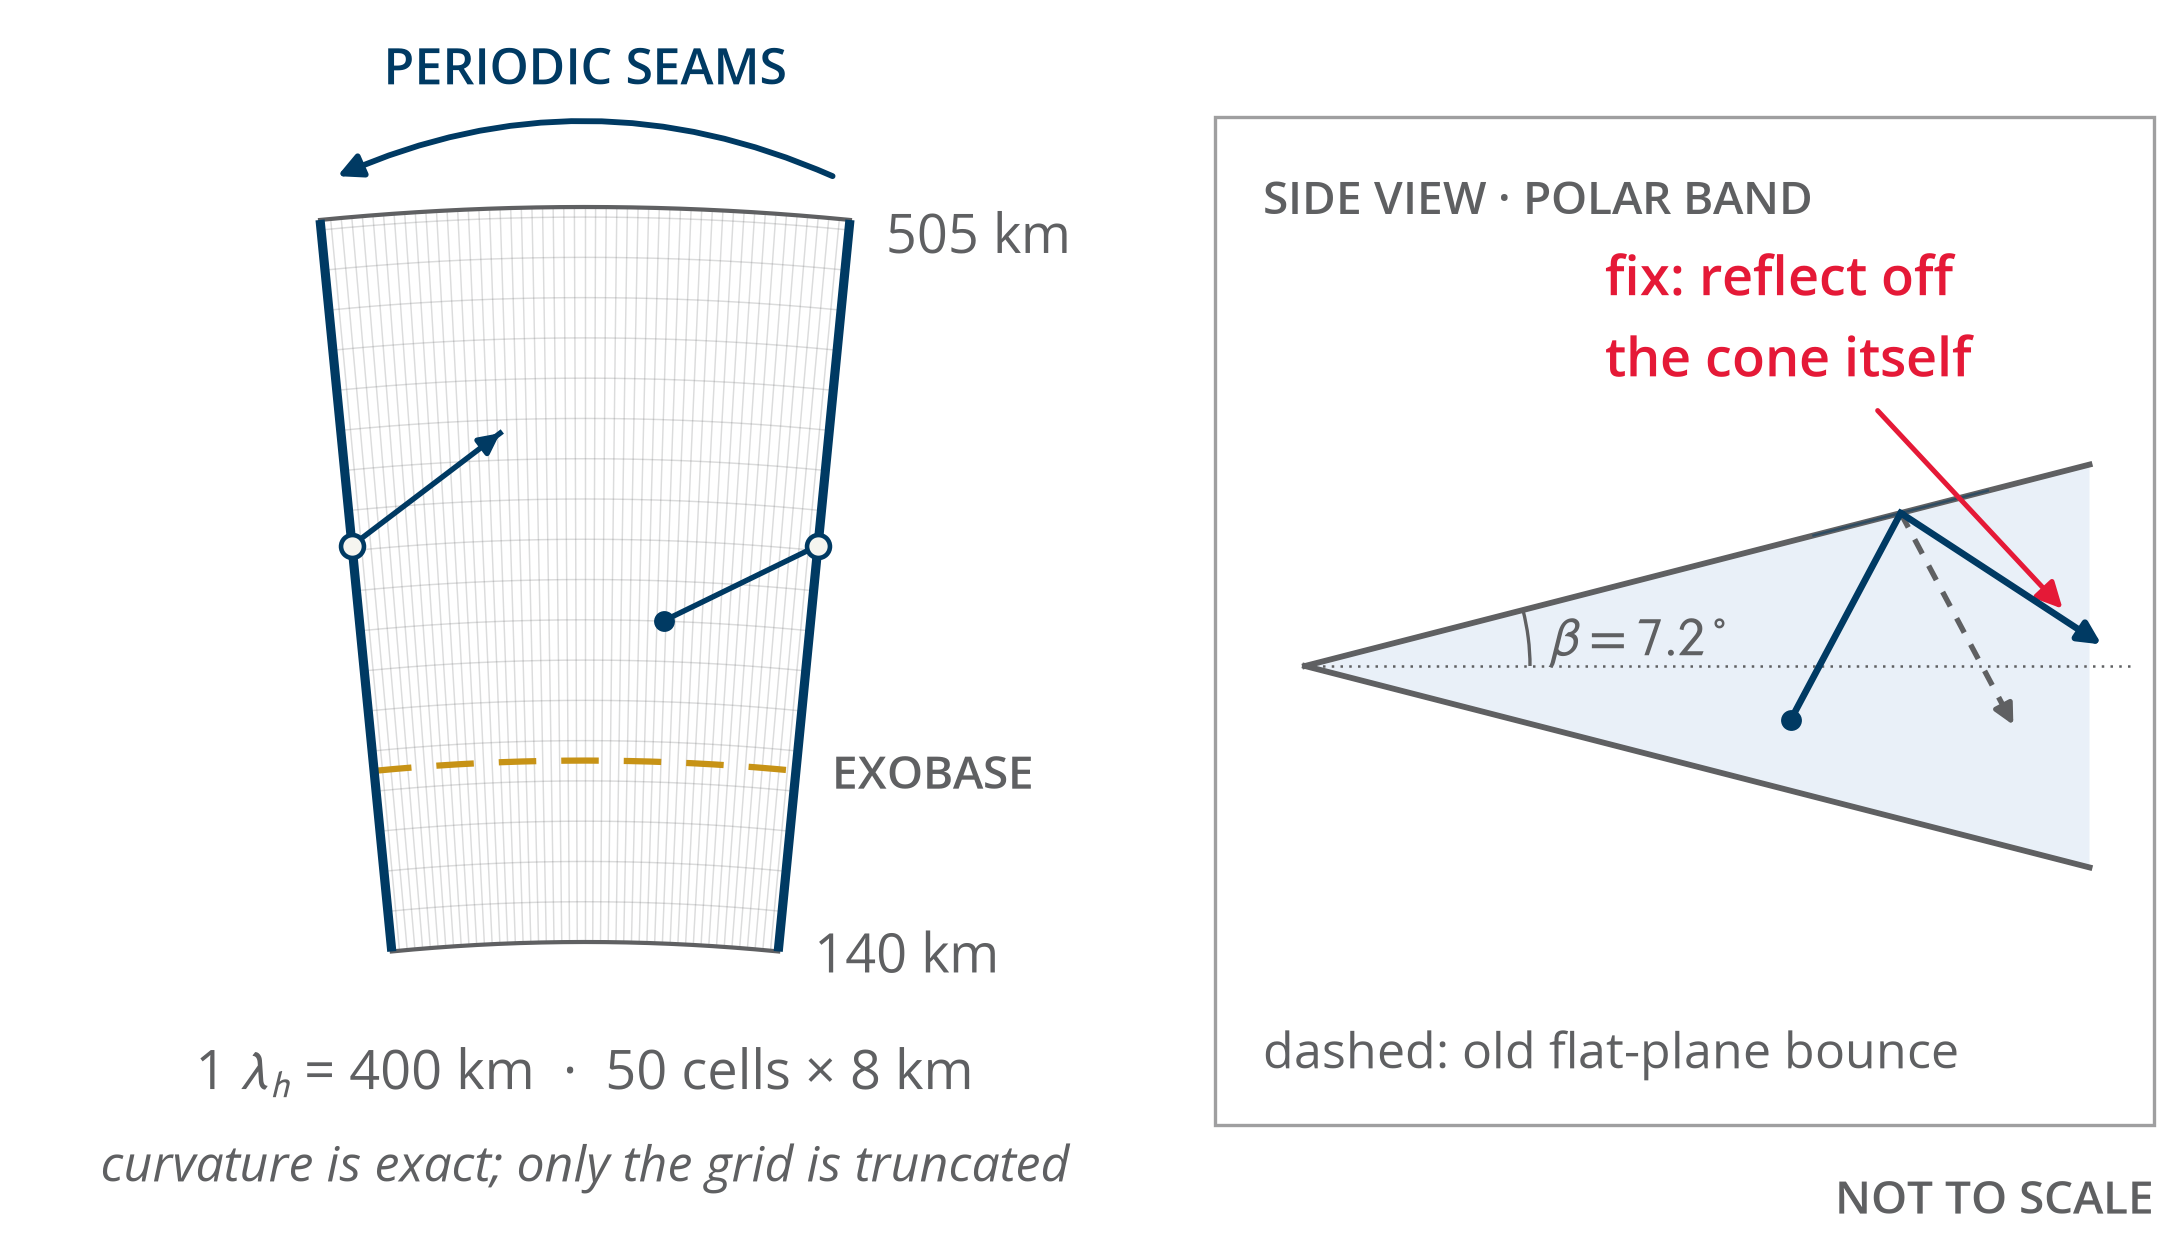 PERIODIC SEAMS
505 km
EXOBASE
140 km
1 λh = 400 km · 50 cells × 8 km
curvature is exact; only the grid is truncated
SIDE VIEW · POLAR BAND
fix: reflect off
the cone itself
β = 7.2°
dashed: old flat-plane bounce
NOT TO SCALE